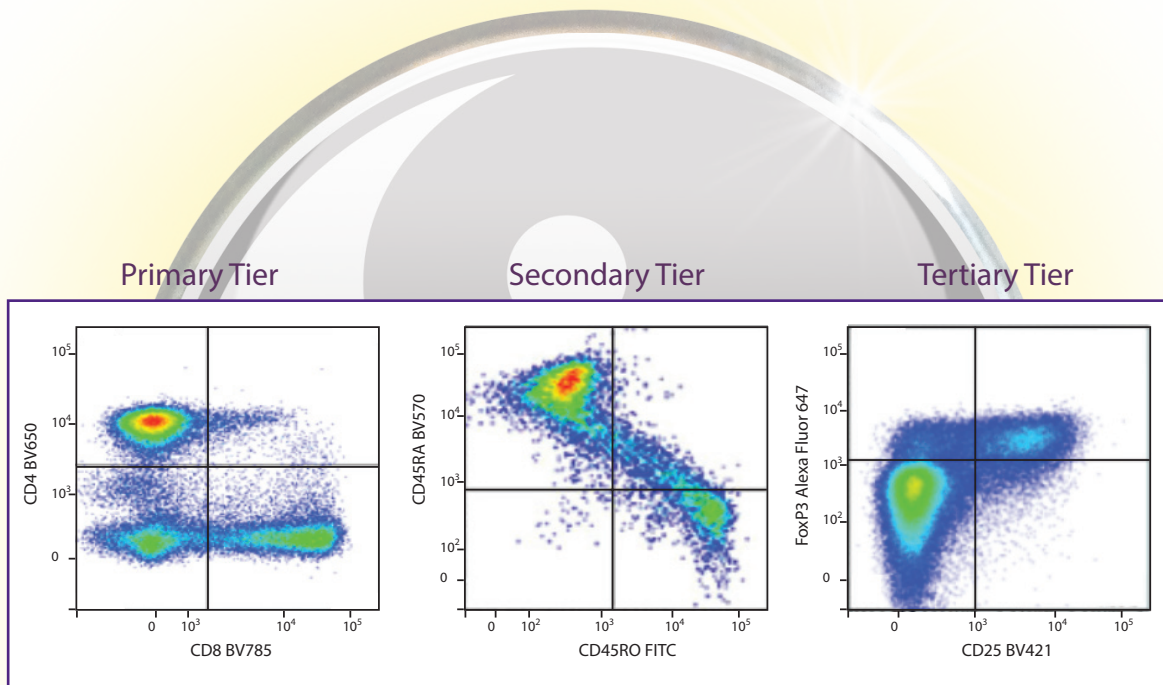 Primary Tier
Secondary Tier
Tertiary Tier
CD4 BV650
10⁵
10⁴
10³
0
0 10³ 10⁴ 10⁵
CD8 BV785
CD45RA BV570
10⁵
10⁴
10³
10²
0
0 10² 10³ 10⁴ 10⁵
CD45RO FITC
FoxP3 Alexa Fluor 647
10⁵
10⁴
10³
10²
0
0 10³ 10⁴ 10⁵
CD25 BV421